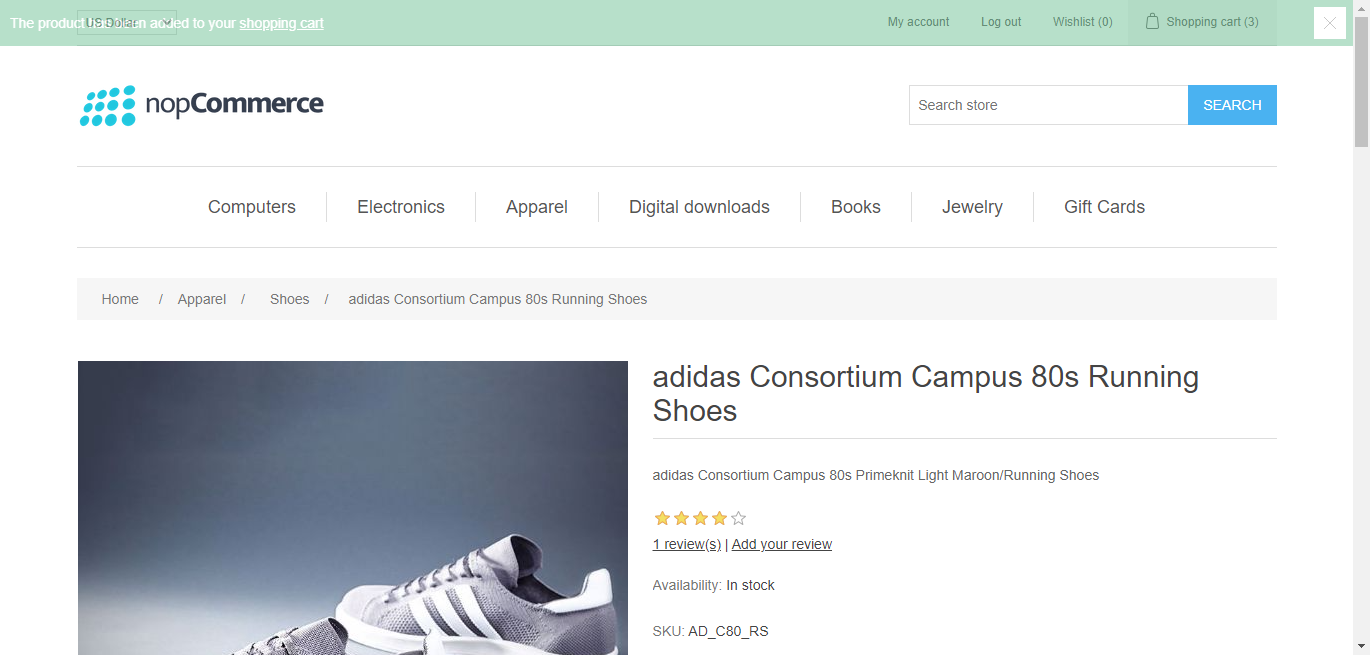 The product has been added to your shopping cart
US Dollar
My account
Log out
Wishlist (0)
Shopping cart (3)
nopCommerce
Search store
SEARCH
Computers
Electronics
Apparel
Digital downloads
Books
Jewelry
Gift Cards
Home / Apparel / Shoes / adidas Consortium Campus 80s Running Shoes
adidas Consortium Campus 80s Running
Shoes
adidas Consortium Campus 80s Primeknit Light Maroon/Running Shoes
1 review(s) | Add your review
Availability: In stock
SKU: AD_C80_RS